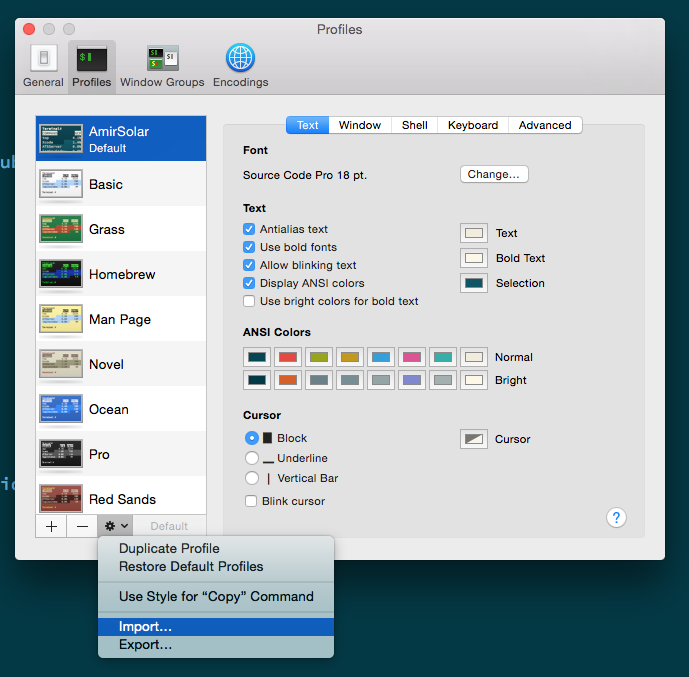 Profiles
General Profiles Window Groups Encodings
Text Window Shell Keyboard Advanced
AmirSolar
Default
Basic
Grass
Homebrew
Man Page
Novel
Ocean
Pro
Red Sands
Default
Font
Source Code Pro 18 pt. Change...
Text
Antialias text
Use bold fonts
Allow blinking text
Display ANSI colors
Use bright colors for bold text
Text
Bold Text
Selection
ANSI Colors
Normal
Bright
Cursor
Block
Underline
Vertical Bar
Blink cursor
Cursor
?
Duplicate Profile
Restore Default Profiles
Use Style for “Copy” Command
Import...
Export...